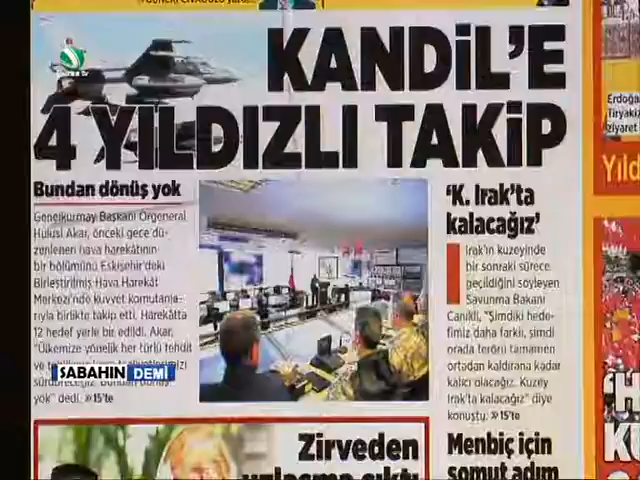 KANDİL'E
4 YILDIZLI TAKİP
Bundan dönüş yok
Genelkurmay Başkanı Orgeneral
Hulusi Akar, önceki gece dü-
zenlenen hava harekâtının
bir bölümünü Eskişehir'deki
Birleştirilmiş Hava Harekât
Merkezi'nde kuvvet komutanla-
rıyla birlikte takip etti. Harekâtta
12 hedef yerle bir edildi. Akar,
"Ülkemize yönelik her türlü tehdit
yok" dedi. »15'te
SABAHIN DEMİ
'K. Irak'ta
kalacağız'
Irak'ın kuzeyinde
bir sonraki sürece
geçildiğini söyleyen
Savunma Bakanı
Canikli, "Şimdiki hede-
fimiz daha farklı, şimdi
orada terörü tamamen
ortadan kaldırana kadar
kalıcı olacağız. Kuzey
Irak'ta kalacağız" diye
konuştu. »15'te
Zirveden
Menbiç için
somut adım
Erdoğa
Tiryaki
ziyaret
Yıld